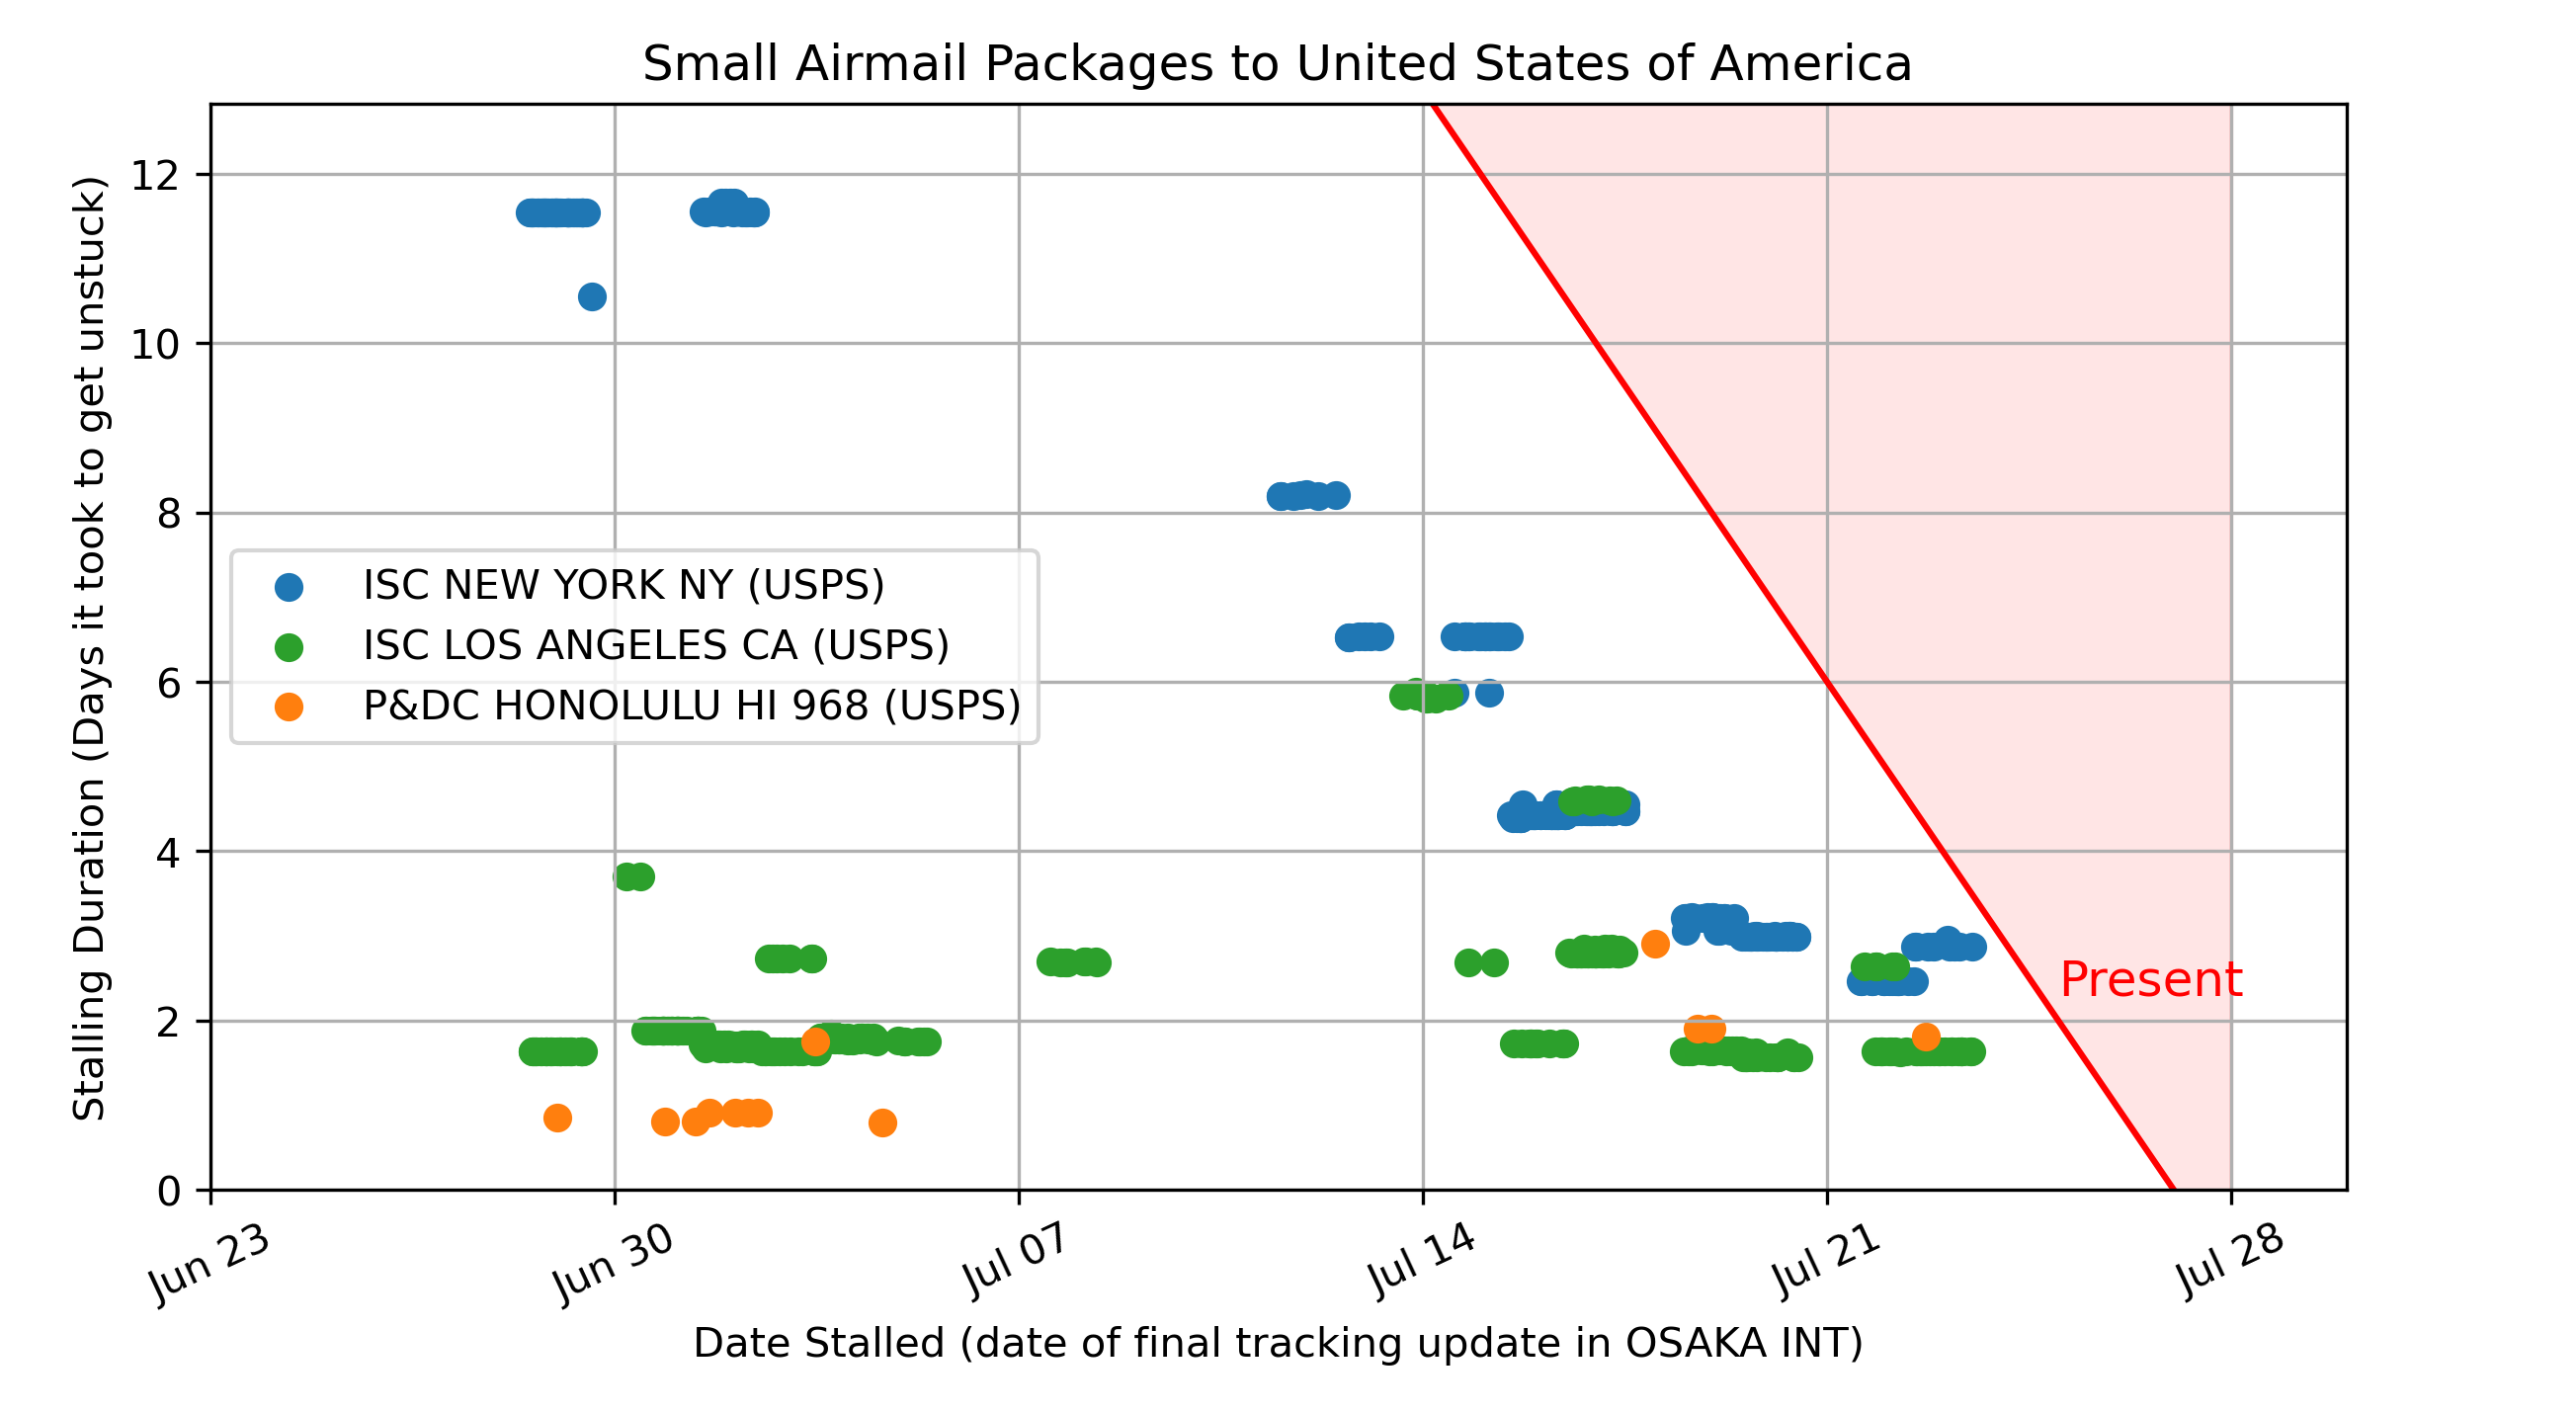 Small Airmail Packages to United States of America
Stalling Duration (Days it took to get unstuck)
12
10
8
6
4
2
0
ISC NEW YORK NY (USPS)
ISC LOS ANGELES CA (USPS)
P&DC HONOLULU HI 968 (USPS)
Present
Jun 23
Jun 30
Jul 07
Jul 14
Jul 21
Jul 28
Date Stalled (date of final tracking update in OSAKA INT)